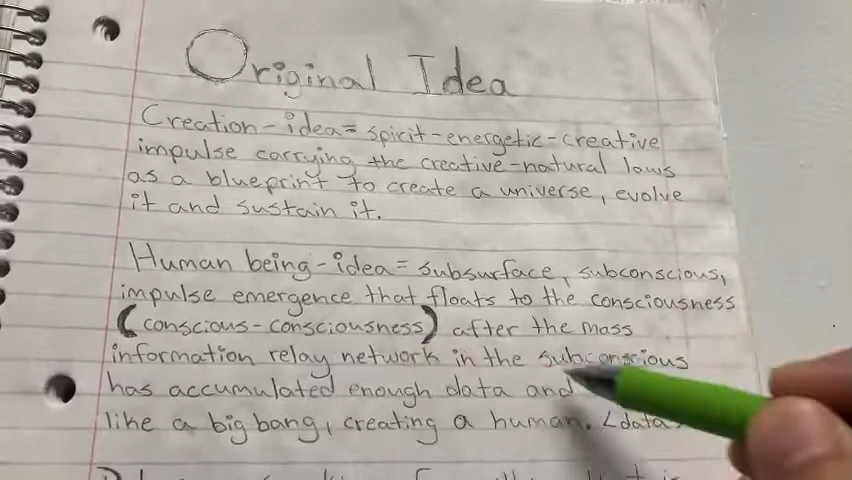 Original Idea
Creation-idea= spirit-energetic-creative
impulse carrying the creative-natural laws
as a blueprint to create a universe, evolve
it and sustain it.
Human being-idea= subsurface, subconscious,
impulse emergence that floats to the consciousness
(conscious-consciousness) after the mass
information relay network in the subconscious
has accumulated enough data and
like a big bang, creating a human. <data>